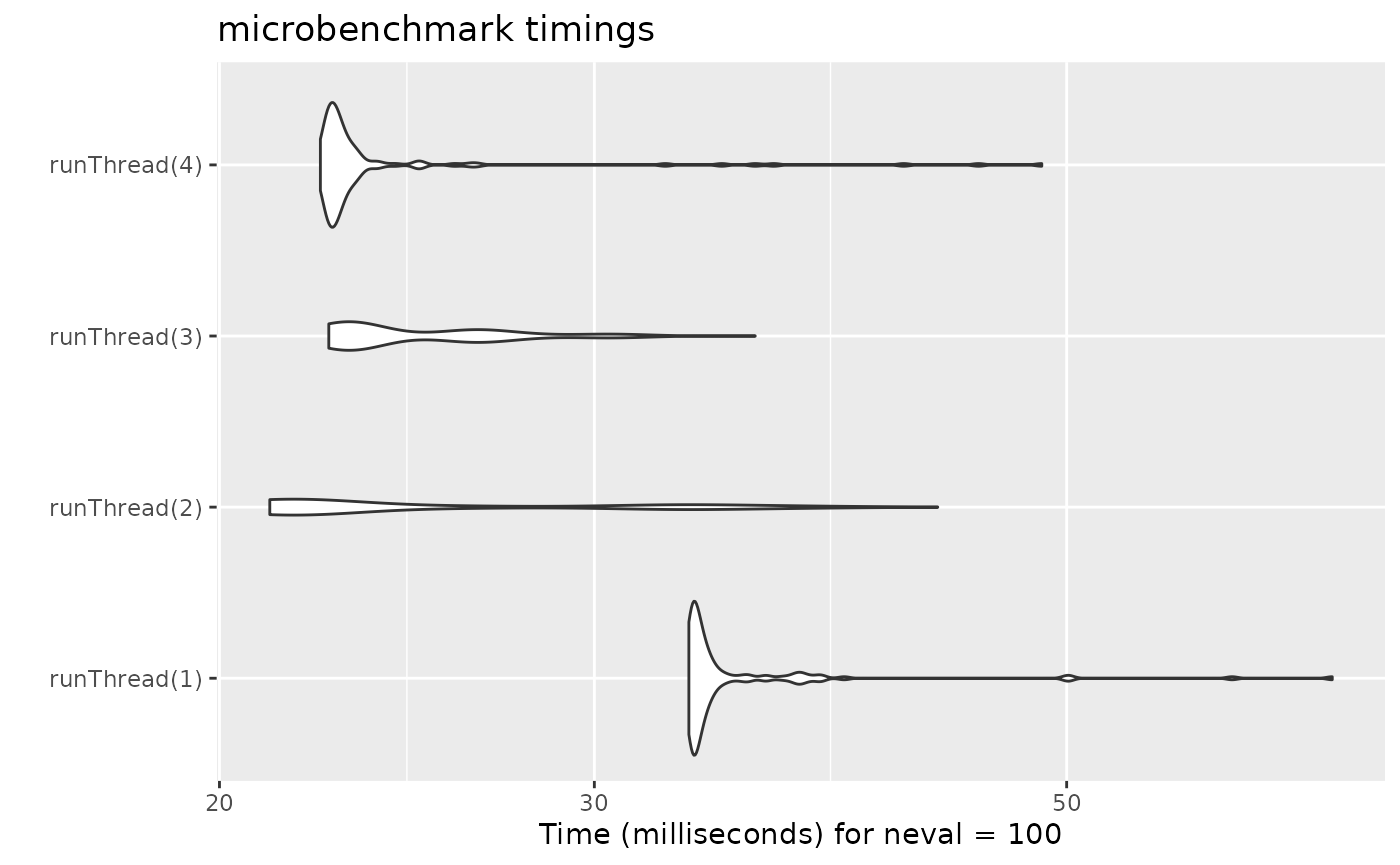 microbenchmark timings
runThread(4)
runThread(3)
runThread(2)
runThread(1)
20 30 50
Time (milliseconds) for neval = 100